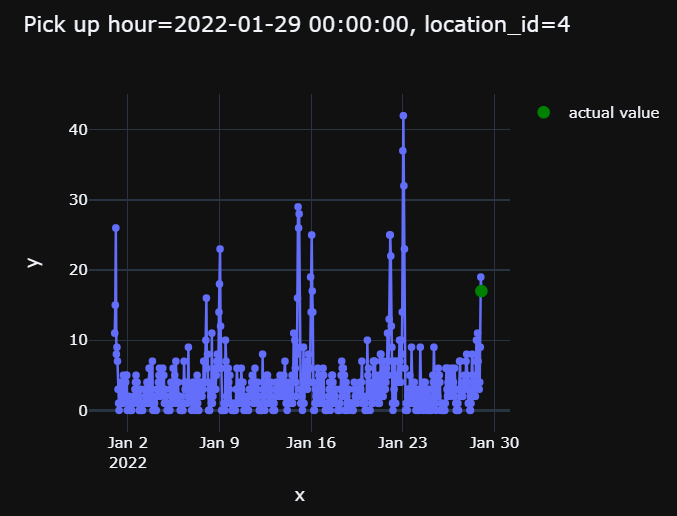 Pick up hour=2022-01-29 00:00:00, location_id=4
actual value
40
30
20
10
0
y
Jan 2
2022
Jan 9
Jan 16
Jan 23
Jan 30
x